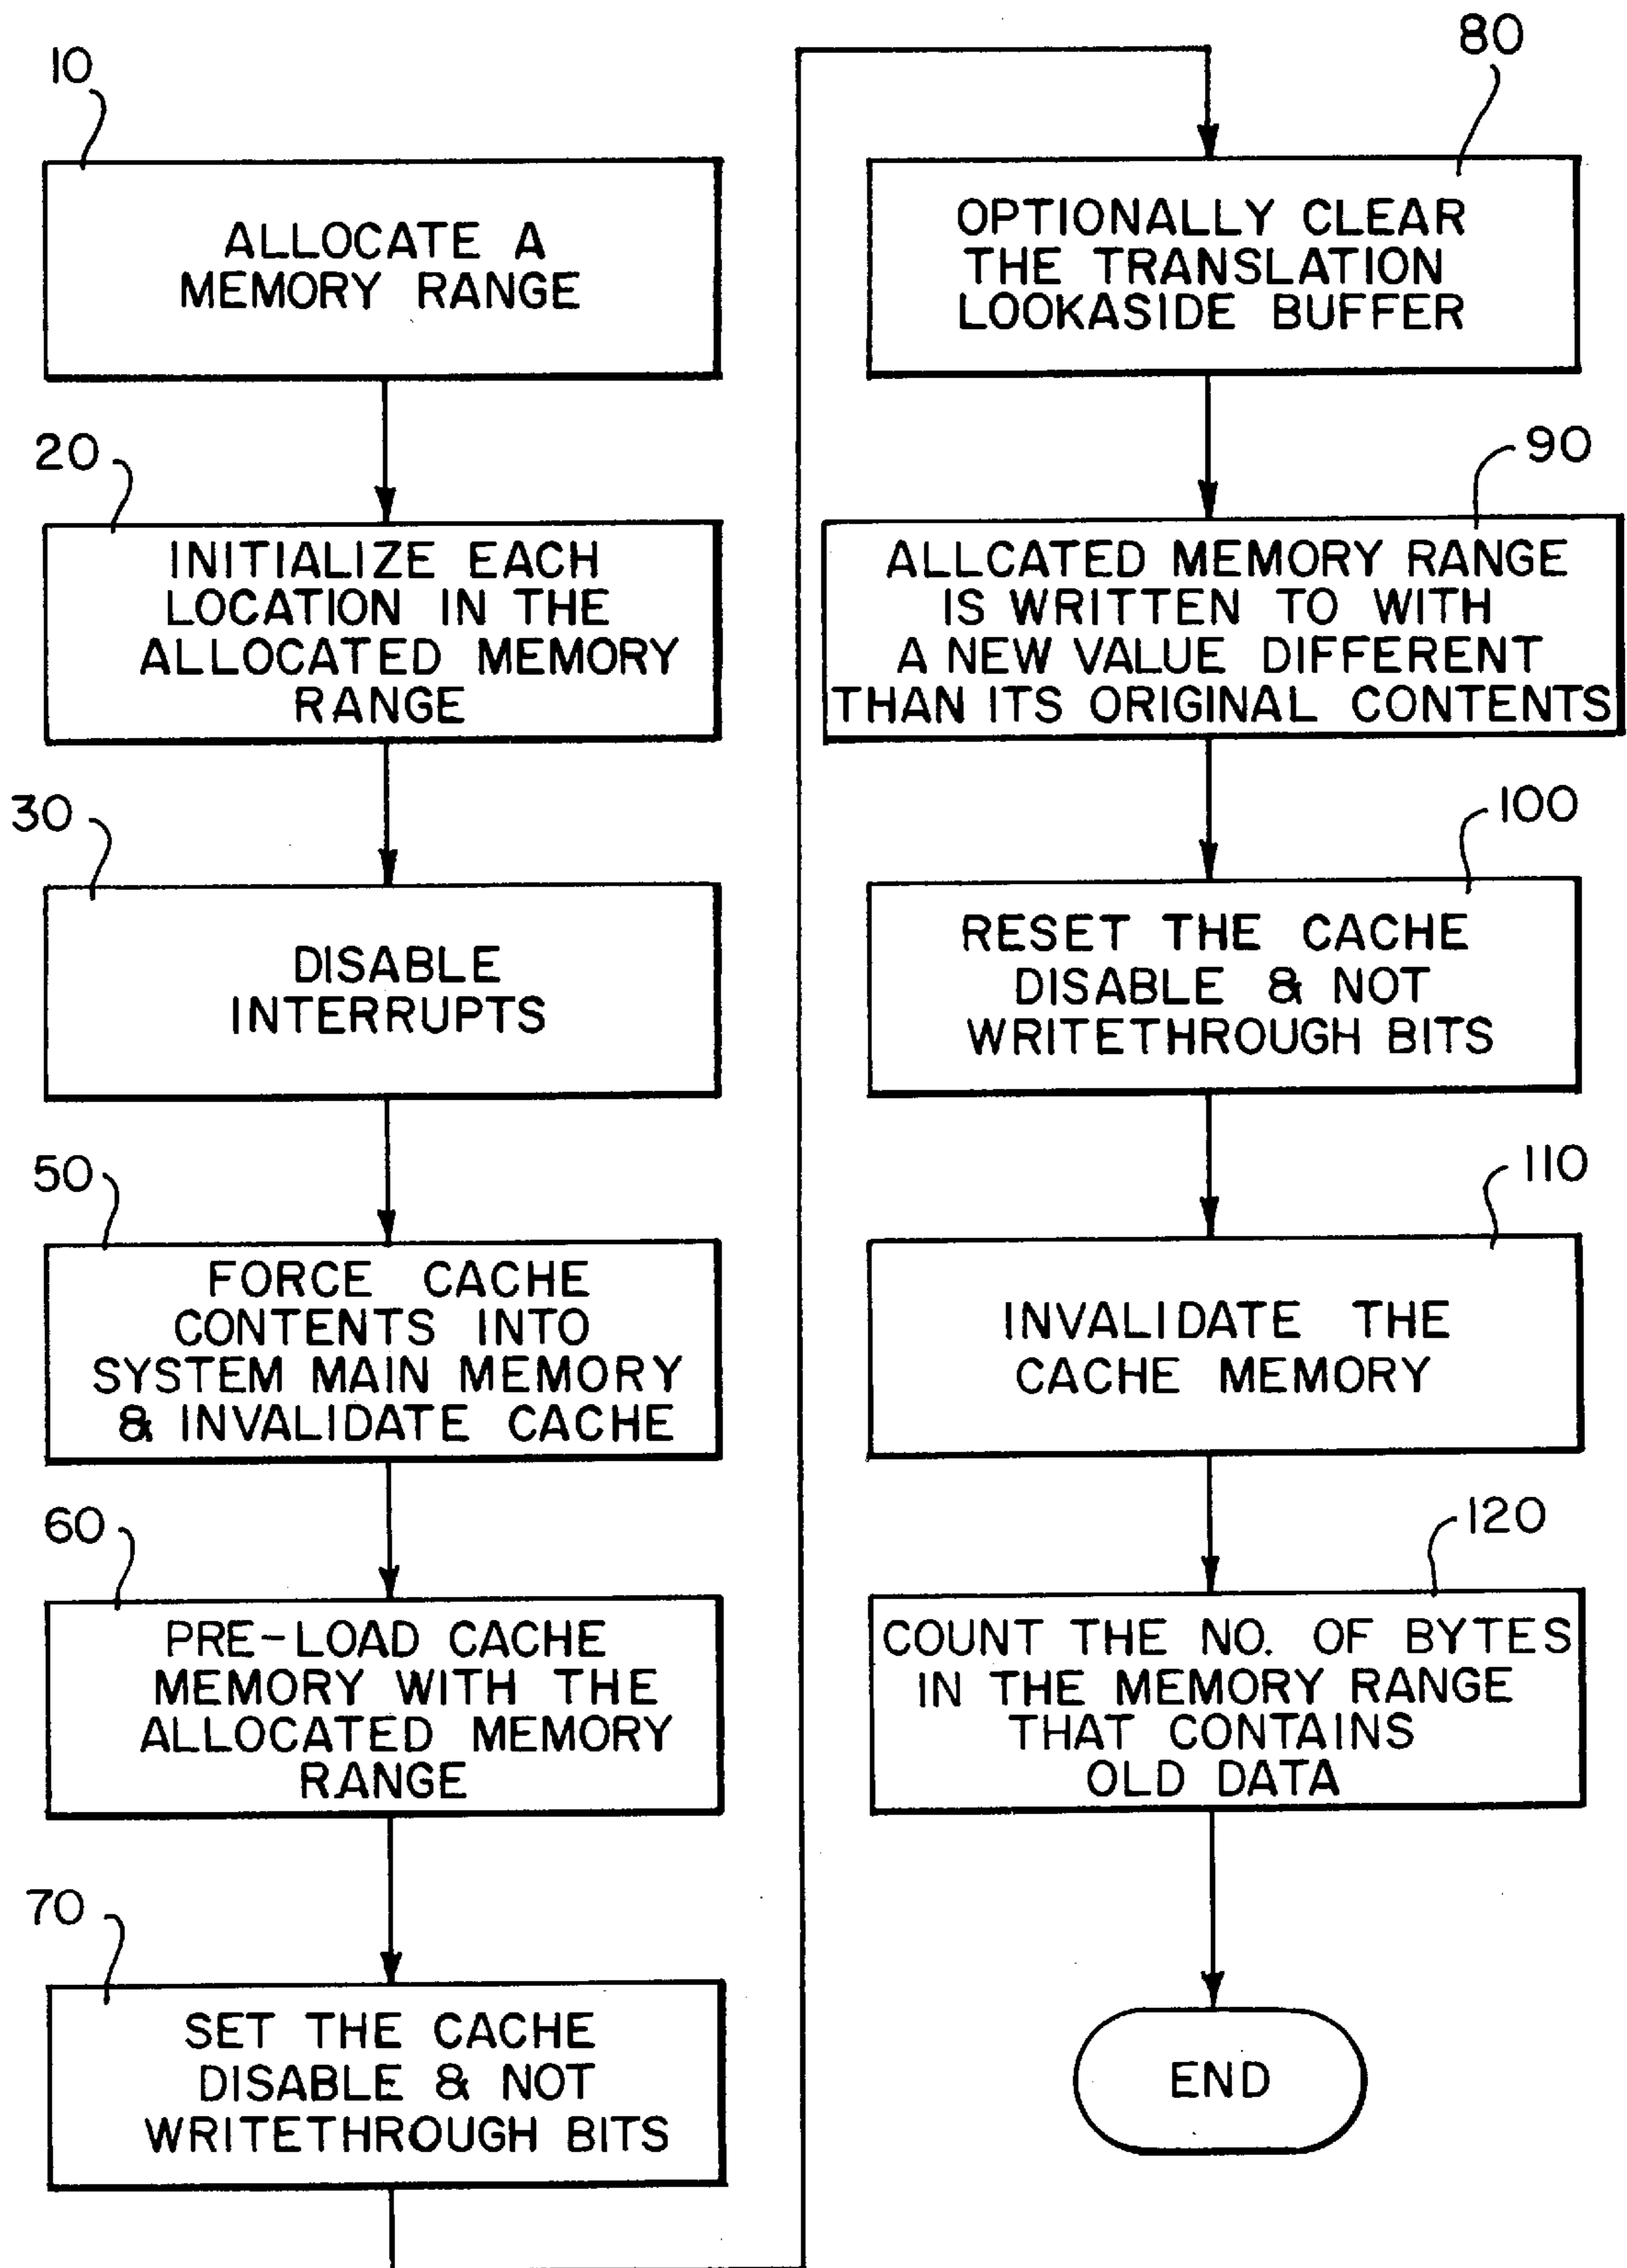 10
ALLOCATE A
MEMORY RANGE
20
INITIALIZE EACH
LOCATION IN THE
ALLOCATED MEMORY
RANGE
30
DISABLE
INTERRUPTS
50
FORCE CACHE
CONTENTS INTO
SYSTEM MAIN MEMORY
& INVALIDATE CACHE
60
PRE-LOAD CACHE
MEMORY WITH THE
ALLOCATED MEMORY
RANGE
70
SET THE CACHE
DISABLE & NOT
WRITETHROUGH BITS
80
OPTIONALLY CLEAR
THE TRANSLATION
LOOKASIDE BUFFER
90
ALLCATED MEMORY RANGE
IS WRITTEN TO WITH
A NEW VALUE DIFFERENT
THAN ITS ORIGINAL CONTENTS
100
RESET THE CACHE
DISABLE & NOT
WRITETHROUGH BITS
110
INVALIDATE THE
CACHE MEMORY
120
COUNT THE NO. OF BYTES
IN THE MEMORY RANGE
THAT CONTAINS
OLD DATA
END